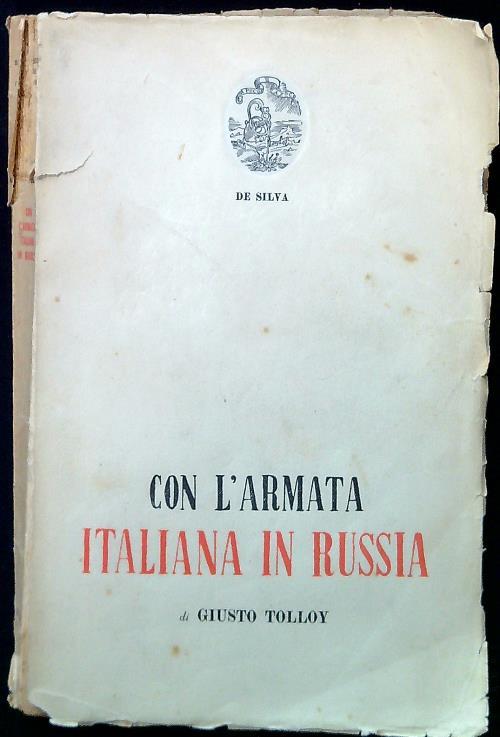 DE SILVA
CON L'ARMATA
ITALIANA IN RUSSIA
di GIUSTO TOLLOY